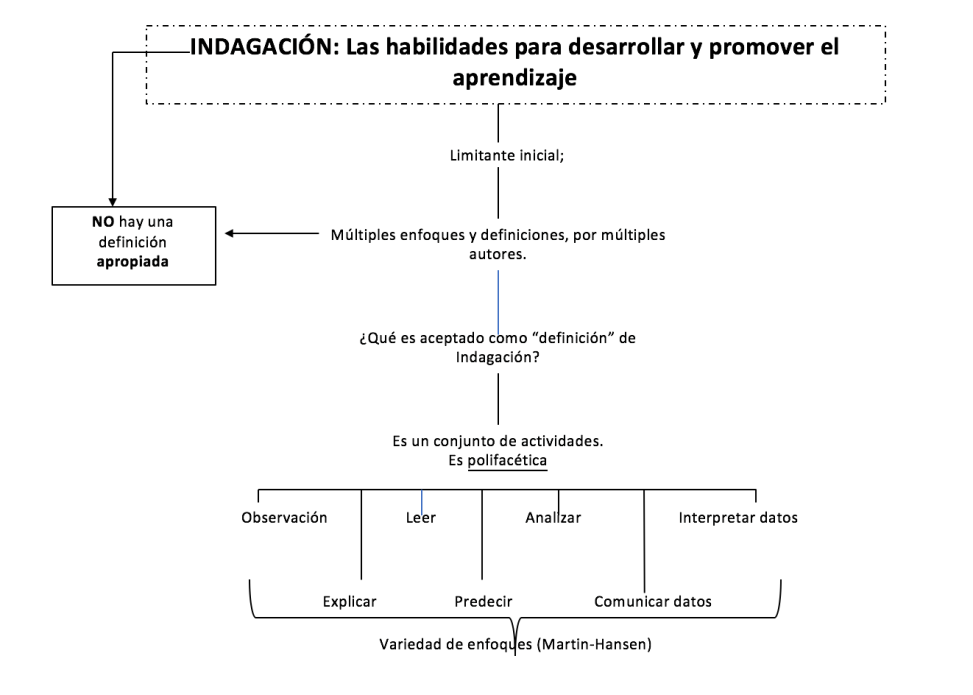 INDAGACIÓN: Las habilidades para desarrollar y promover el
aprendizaje
Limitante inicial;
NO hay una
definición
apropiada
Múltiples enfoques y definiciones, por múltiples
autores.
¿Qué es aceptado como “definición” de
Indagación?
Es un conjunto de actividades.
Es polifacética
Observación
Leer
Analizar
Interpretar datos
Explicar
Predecir
Comunicar datos
Variedad de enfoques (Martin-Hansen)